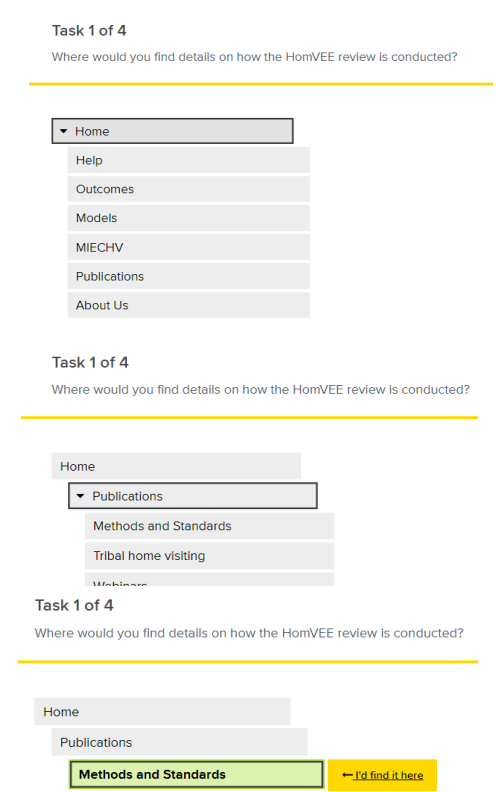 Task 1 of 4
Where would you find details on how the HomVEE review is conducted?
Home
Help
Outcomes
Models
MIECHV
Publications
About Us
Task 1 of 4
Where would you find details on how the HomVEE review is conducted?
Home
Publications
Methods and Standards
Tribal home visiting
Webinars
Task 1 of 4
Where would you find details on how the HomVEE review is conducted?
Home
Publications
Methods and Standards I'd find it here